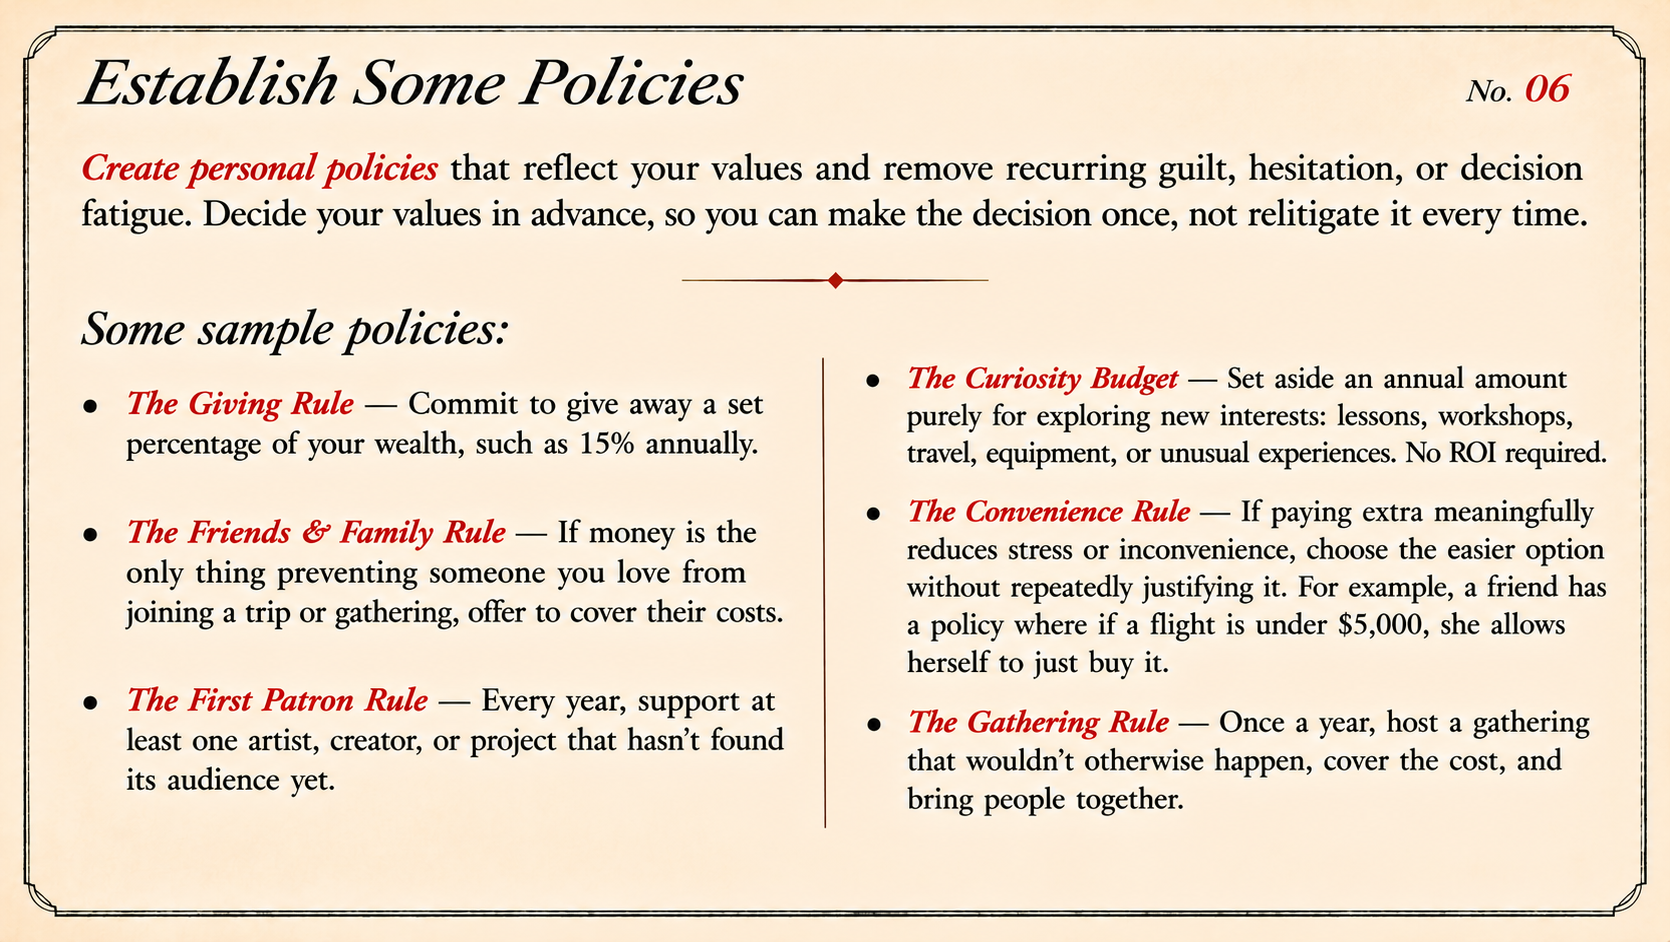 Establish Some Policies
No. 06
Create personal policies that reflect your values and remove recurring guilt, hesitation, or decision
fatigue. Decide your values in advance, so you can make the decision once, not relitigate it every time.
Some sample policies:
• The Giving Rule — Commit to give away a set
percentage of your wealth, such as 15% annually.
• The Friends & Family Rule — If money is the
only thing preventing someone you love from
joining a trip or gathering, offer to cover their costs.
• The First Patron Rule — Every year, support at
least one artist, creator, or project that hasn't found
its audience yet.
• The Curiosity Budget — Set aside an annual amount
purely for exploring new interests: lessons, workshops,
travel, equipment, or unusual experiences. No ROI required.
• The Convenience Rule — If paying extra meaningfully
reduces stress or inconvenience, choose the easier option
without repeatedly justifying it. For example, a friend has
a policy where if a flight is under $5,000, she allows
herself to just buy it.
• The Gathering Rule — Once a year, host a gathering
that wouldn't otherwise happen, cover the cost, and
bring people together.